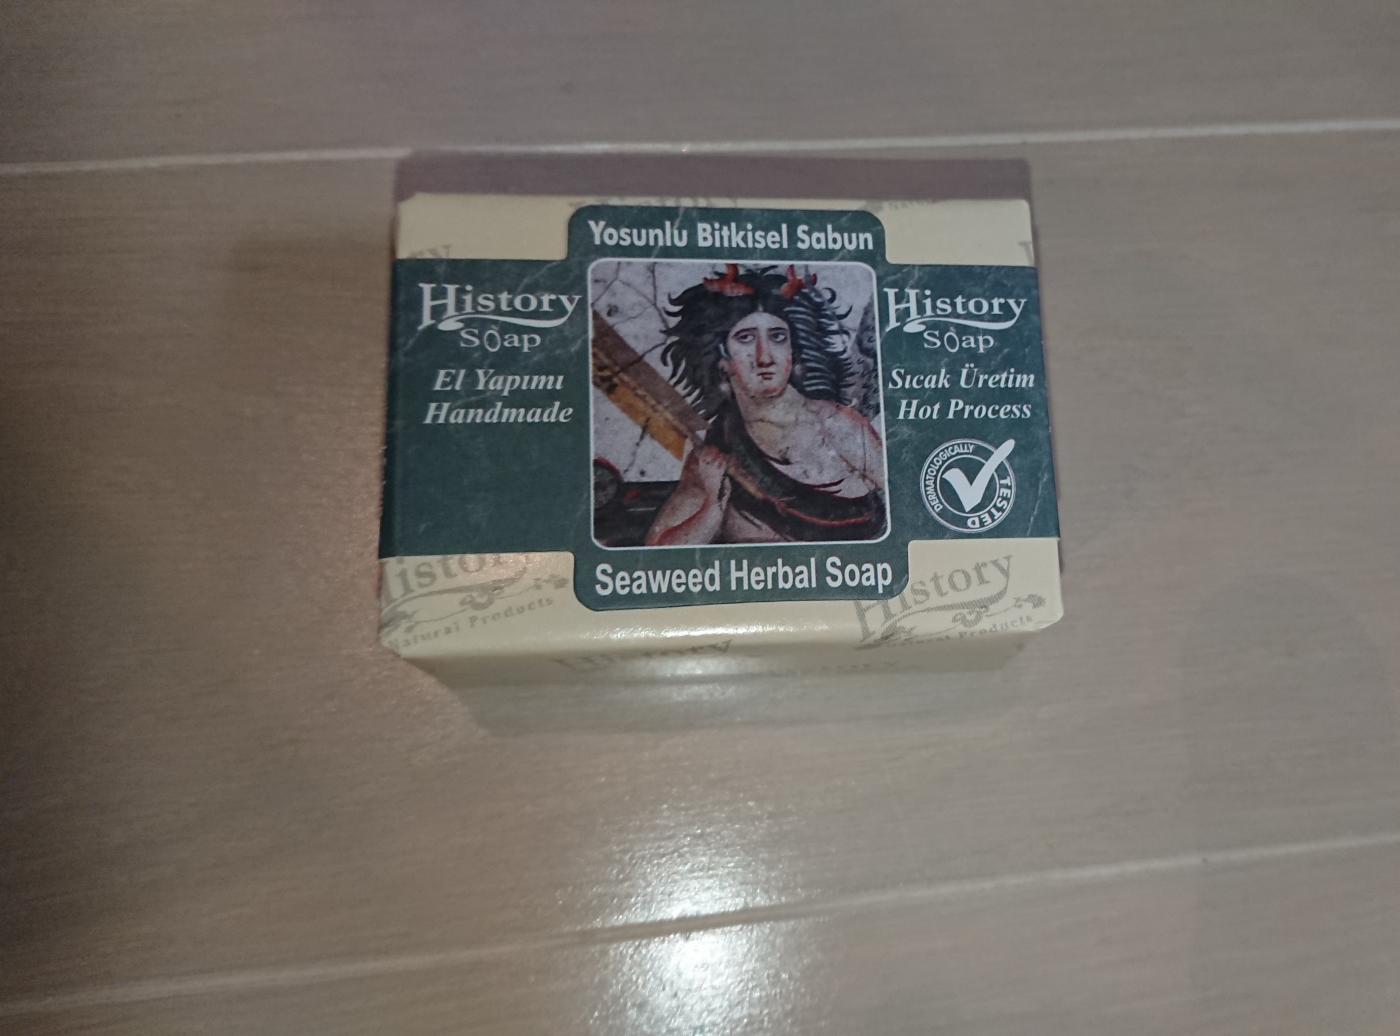 Yosunlu Bitkisel Sabun
History
Soap
El Yapımı
Handmade
History
Soap
Sıcak Üretim
Hot Process
DERMATOLOGICALLY
TESTED
Seaweed Herbal Soap
History
Natural Products
History
Natural Products
History